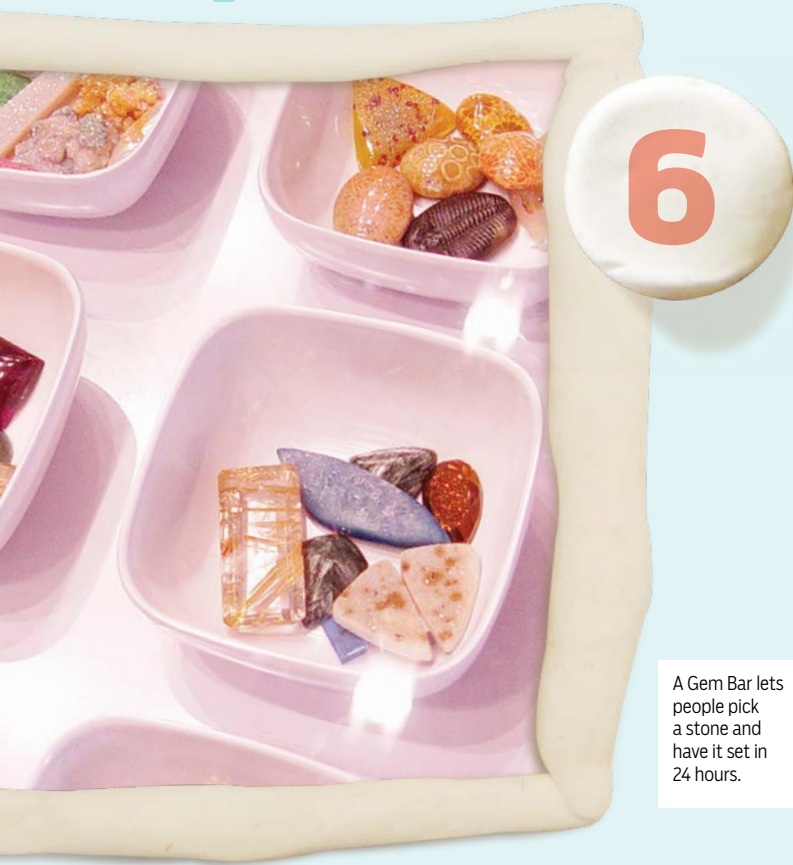 6
A Gem Bar lets
people pick
a stone and
have it set in
24 hours.